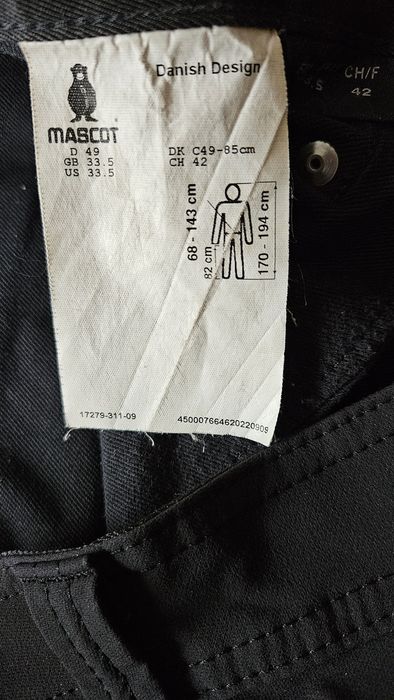 Danish Design
MASCOT
D 49
GB 33.5
US 33.5
DK C49-85cm
CH 42
68 - 143 cm
82 cm
170 - 194 cm
17279-311-09
450007664620220909
CH/F
42